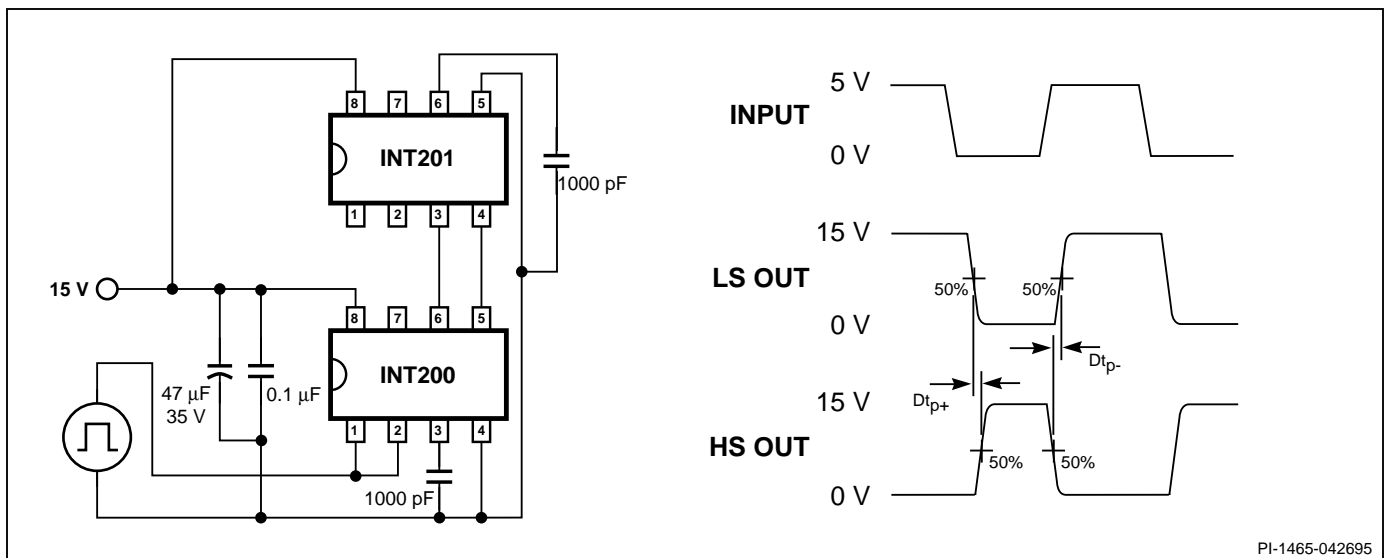 8 7 6 5
INT201
1000 pF
1 2 3 4
15 V
8 7 6 5
INT200
47 μF
35 V
0.1 μF
1 2 3 4
1000 pF
INPUT
5 V
0 V
LS OUT
15 V
50% 50%
0 V
Dtp-
Dtp+
HS OUT
15 V
50% 50%
0 V
PI-1465-042695